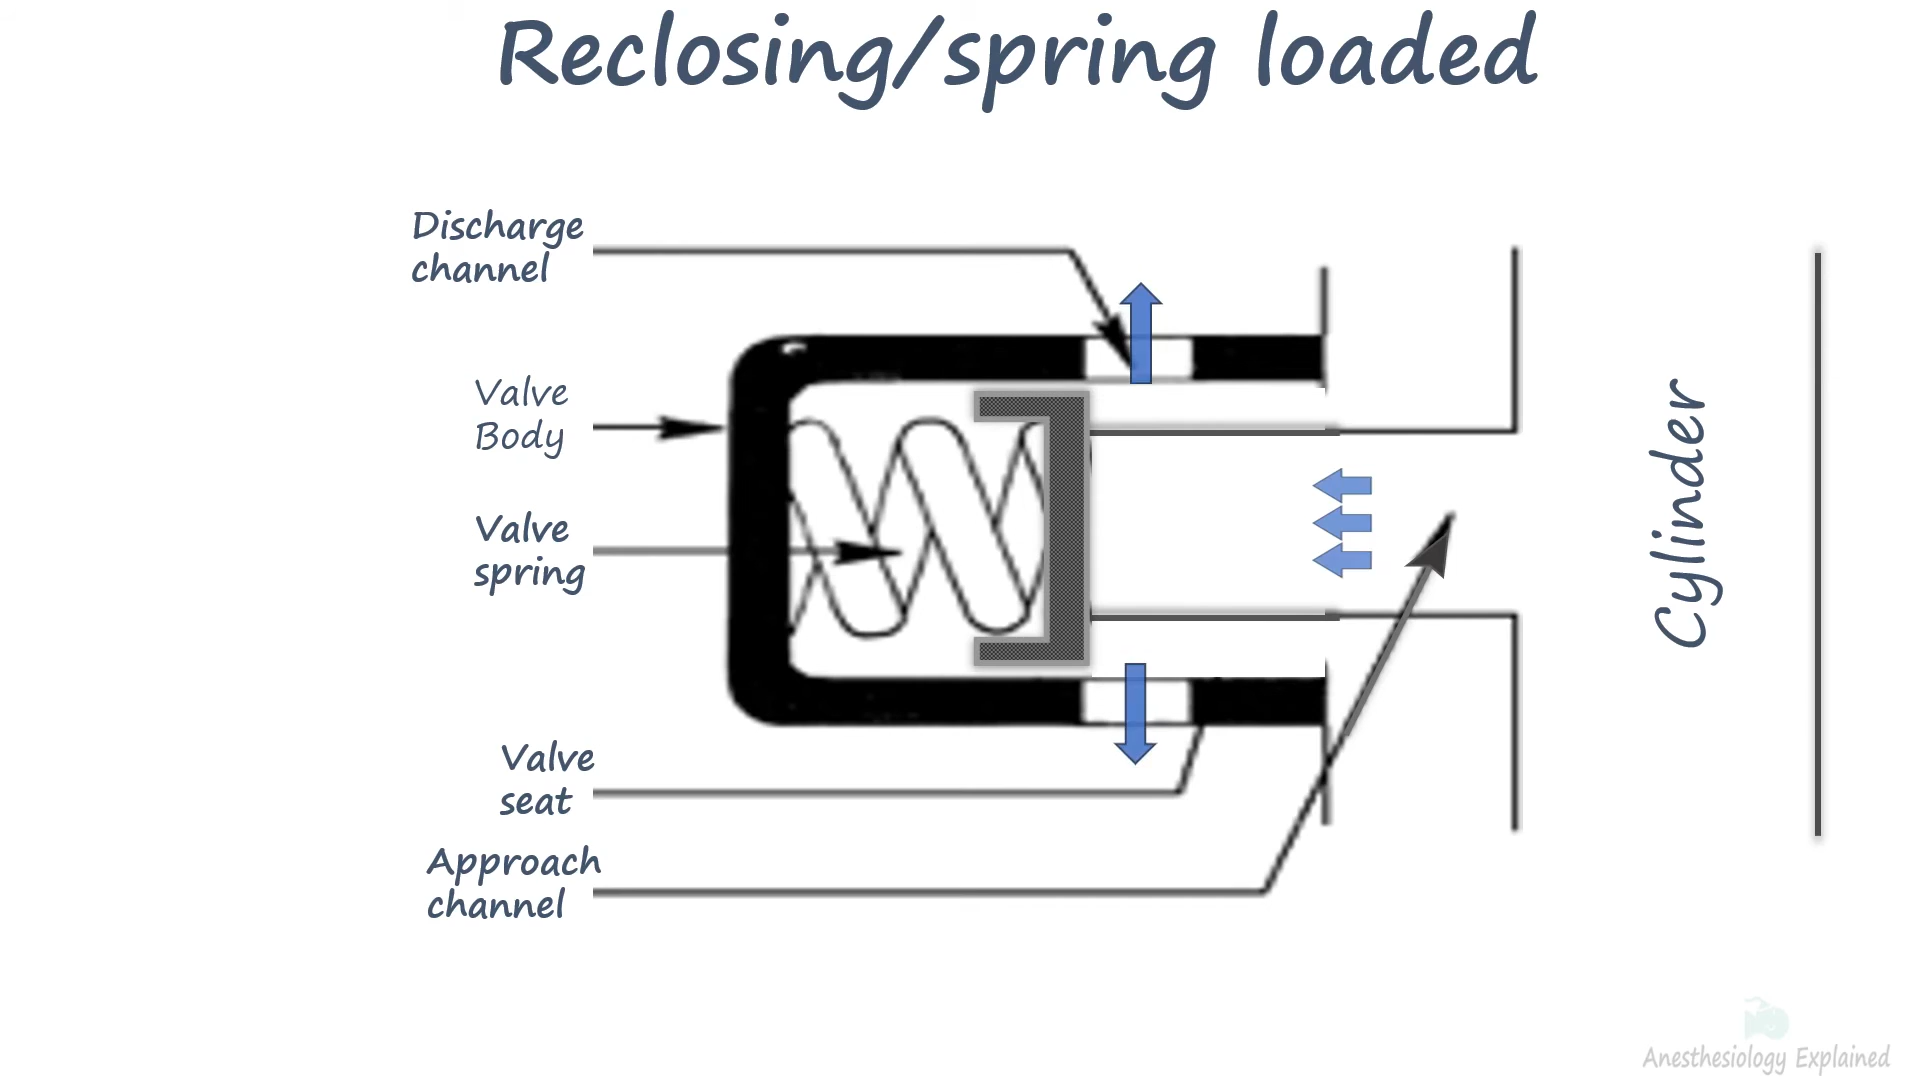 Reclosing/spring loaded
Discharge
channel
Valve
Body
Valve
spring
Valve
seat
Approach
channel
Cylinder
Anesthesiology Explained